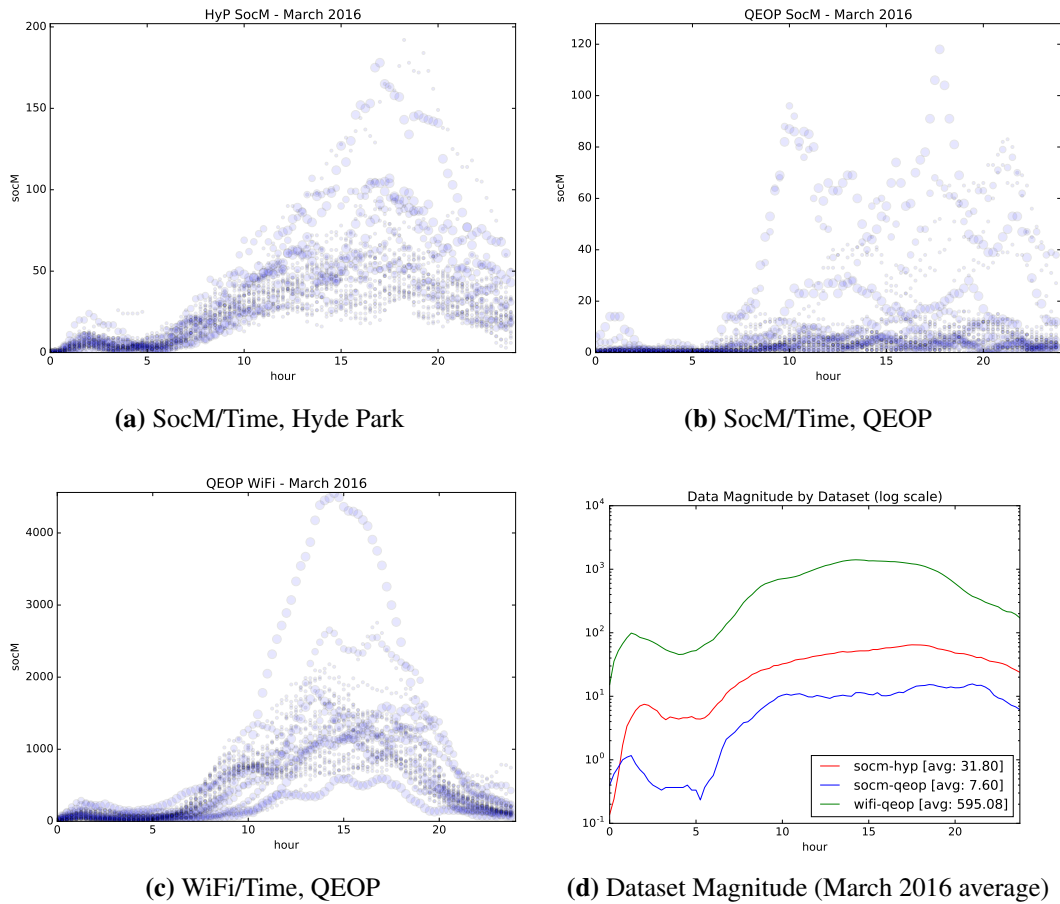 HyP SocM - March 2016
200
150
100
50
0
socM
0 5 10 15 20
hour
(a) SocM/Time, Hyde Park
QEOP SocM - March 2016
120
100
80
60
40
20
0
socM
0 5 10 15 20
hour
(b) SocM/Time, QEOP
QEOP WiFi - March 2016
4000
3000
2000
1000
0
socM
0 5 10 15 20
hour
(c) WiFi/Time, QEOP
Data Magnitude by Dataset (log scale)
10^4
10^3
10^2
10^1
10^0
10^-1
socm-hyp [avg: 31.80]
socm-qeop [avg: 7.60]
wifi-qeop [avg: 595.08]
0 5 10 15 20
hour
(d) Dataset Magnitude (March 2016 average)